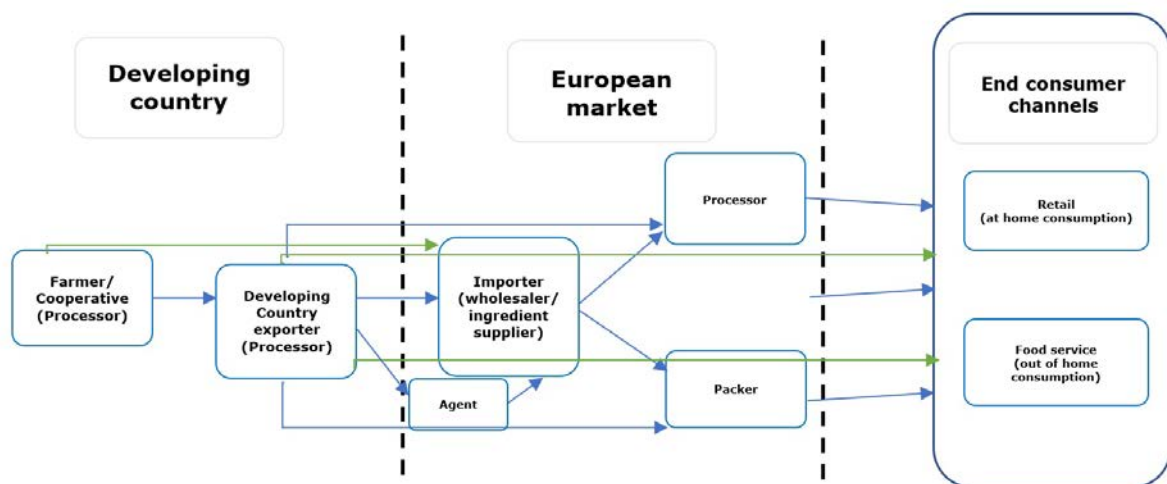 Developing
country
European
market
End consumer
channels
Farmer/
Cooperative
(Processor)
Developing
Country
exporter
(Processor)
Agent
Importer
(wholesaler/
ingredient
supplier)
Processor
Packer
Retail
(at home consumption)
Food service
(out of home
consumption)